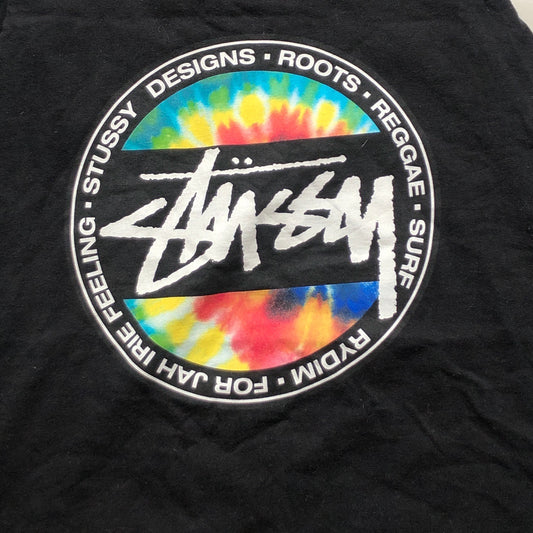 STUSSY DESIGNS · ROOTS · REGGAE · SURF RYDIM · FOR JAH IRIE FEELING ·
Stüssy